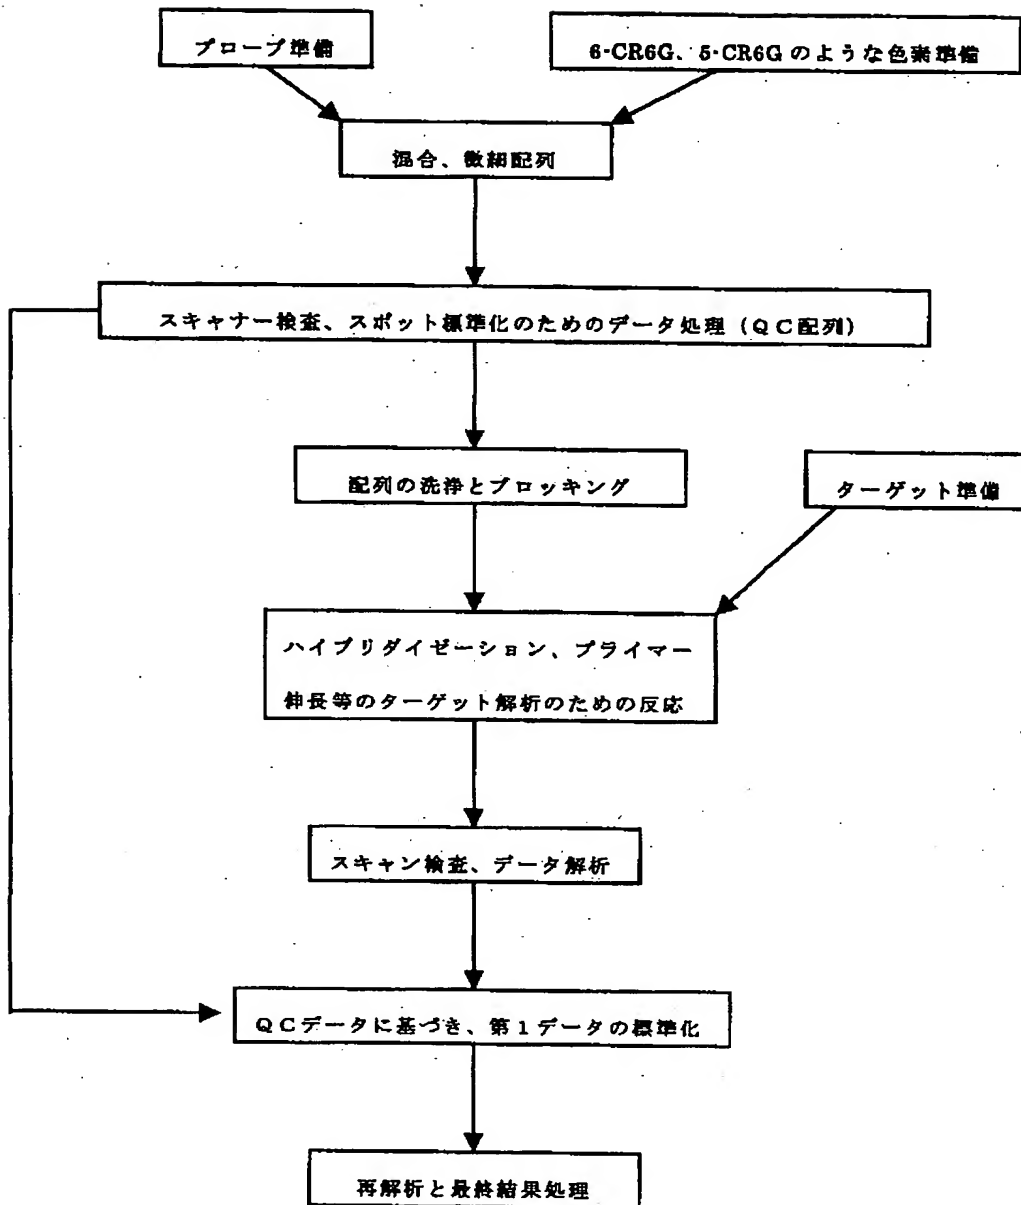 プローブ準備
6-CR6G、5-CR6Gのような色素準備
混合、微細配列
スキャナー検査、スポット標準化のためのデータ処理（QC配列）
配列の洗浄とブロッキング
ターゲット準備
ハイブリダイゼーション、プライマー
伸長等のターゲット解析のための反応
スキャン検査、データ解析
QCデータに基づき、第1データの標準化
再解析と最終結果処理